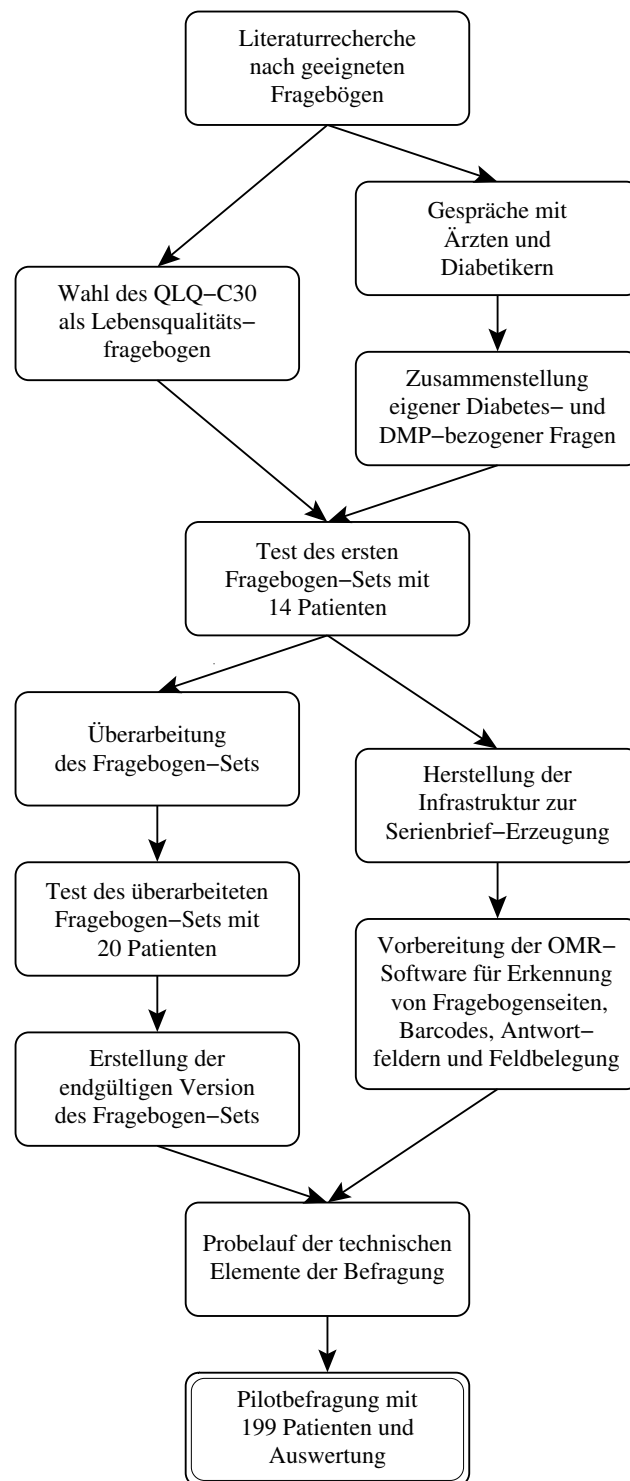 Literaturrecherche
nach geeigneten
Fragebögen
Gespräche mit
Ärzten und
Diabetikern
Wahl des QLQ−C30
als Lebensqualitäts−
fragebogen
Zusammenstellung
eigener Diabetes− und
DMP−bezogener Fragen
Test des ersten
Fragebogen−Sets mit
14 Patienten
Überarbeitung
des Fragebogen−Sets
Herstellung der
Infrastruktur zur
Serienbrief−Erzeugung
Test des überarbeiteten
Fragebogen−Sets mit
20 Patienten
Vorbereitung der OMR−
Software für Erkennung
von Fragebogenseiten,
Barcodes, Antwort−
feldern und Feldbelegung
Erstellung der
endgültigen Version
des Fragebogen−Sets
Probelauf der technischen
Elemente der Befragung
Pilotbefragung mit
199 Patienten und
Auswertung